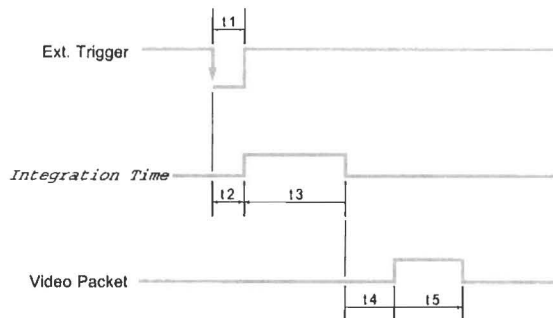 t1
Ext. Trigger
Integration Time
t2 t3
Video Packet
t4 t5